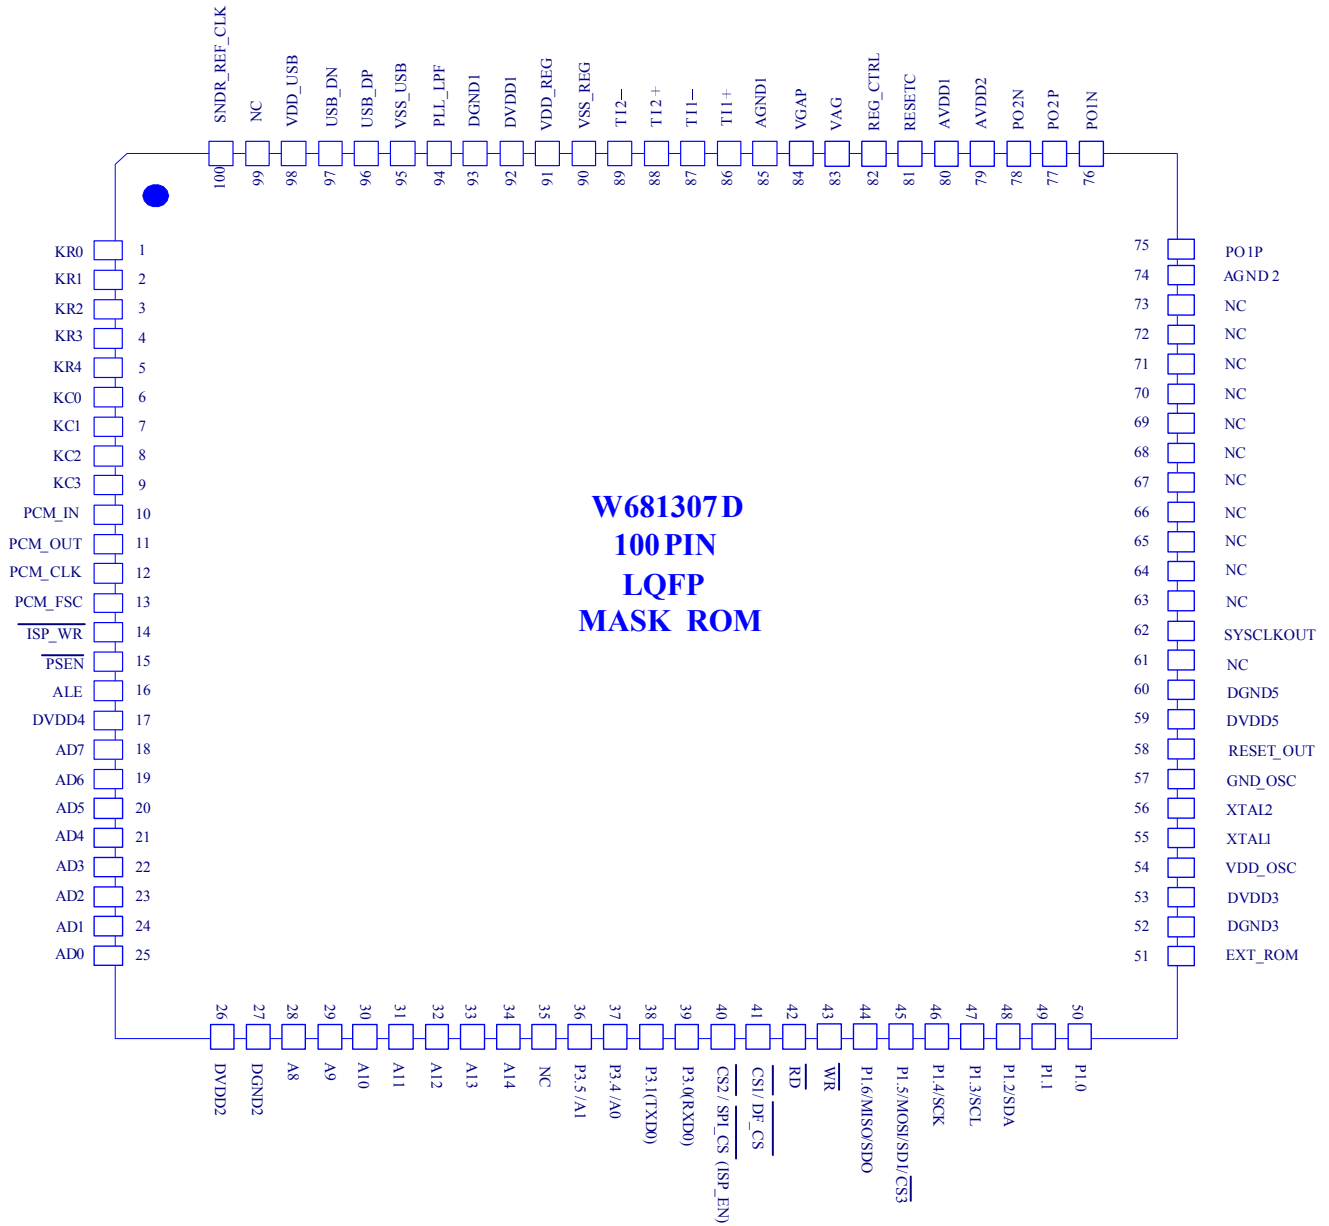 SNDR_REF_CLK
NC
VDD_USB
USB_DN
USB_DP
VSS_USB
PLL_LPF
DGND1
DVDD1
VDD_REG
VSS_REG
TI2−
TI2+
TI1−
TI1+
AGND1
VGAP
VAG
REG_CTRL
RESETC
AVDD1
AVDD2
PO2N
PO2P
PO1N
100
99
98
97
96
95
94
93
92
91
90
89
88
87
86
85
84
83
82
81
80
79
78
77
76
KR0 1
KR1 2
KR2 3
KR3 4
KR4 5
KC0 6
KC1 7
KC2 8
KC3 9
PCM_IN 10
PCM_OUT 11
PCM_CLK 12
PCM_FSC 13
ISP_WR 14
PSEN 15
ALE 16
DVDD4 17
AD7 18
AD6 19
AD5 20
AD4 21
AD3 22
AD2 23
AD1 24
AD0 25
W681307D
100 PIN
LQFP
MASK ROM
75 PO1P
74 AGND2
73 NC
72 NC
71 NC
70 NC
69 NC
68 NC
67 NC
66 NC
65 NC
64 NC
63 NC
62 SYSCLKOUT
61 NC
60 DGND5
59 DVDD5
58 RESET_OUT
57 GND_OSC
56 XTAL2
55 XTAL1
54 VDD_OSC
53 DVDD3
52 DGND3
51 EXT_ROM
26
27
28
29
30
31
32
33
34
35
36
37
38
39
40
41
42
43
44
45
46
47
48
49
50
DVDD2
DGND2
A8
A9
A10
A11
A12
A13
A14
NC
P3.5/A1
P3.4/A0
P3.1(TXD0)
P3.0(RXD0)
CS2/ SPI_CS (ISP_EN)
CS1/ DF_CS
RD
WR
P1.6/MISO/SDO
P1.5/MOSI/SDI/CS3
P1.4/SCK
P1.3/SCL
P1.2/SDA
P1.1
P1.0